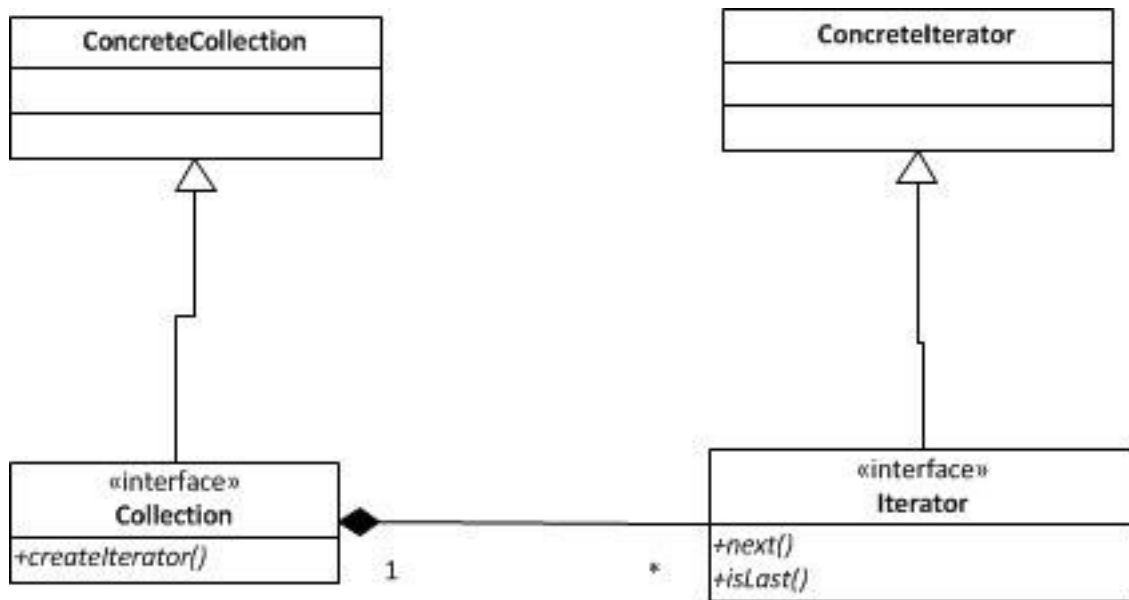 ConcreteCollection
ConcreteIterator
«interface»
Collection
+createIterator()
1
*
«interface»
Iterator
+next()
+isLast()